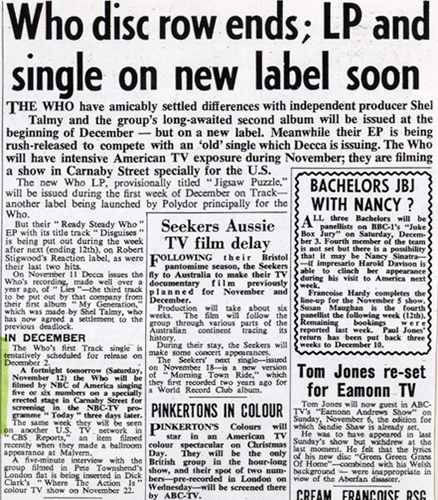 Who disc row ends; LP and
single on new label soon
THE WHO have amicably settled differences with independent producer Shel
Talmy and the group's long-awaited second album will be issued at the
beginning of December — but on a new label. Meanwhile their EP is being
rush-released to compete with an 'old' single which Decca is issuing. The Who
will have intensive American TV exposure during November; they are filming
a show in Carnaby Street specially for the U.S.
The new Who LP, provisionally titled "Jigsaw Puzzle,"
will be issued during the first week of December on Track—
another label being launched by Polydor principally for the
Who.
But their "Ready Steady Who"
EP with its title track "Disguises"
is being put out during the week
after next (ending 12th), on Robert
Stigwood's Reaction label, as were
their last two hits.
On November 11 Decca issues the
Who's recording, made well over a
year ago, of "Lies"—the third track
to be put out by that company from
their first album "My Generation,"
which was made by Shel Talmy, who
has now agreed a settlement to the
previous deadlock.
IN DECEMBER
The Who's first Track single is
tentatively scheduled for release on
December 2.
A fortnight tomorrow (Saturday,
November 12) the Who will be
filmed by NBC of America singing
five or six numbers on a specially
erected stage in Carnaby Street for
screening in the NBC-TV pro-
gramme "Today" three days later.
The same week they will be seen
on another U.S. TV network in
"CBS Reports," an item filmed
recently when they made a ballroom
appearance at Malvern.
A five-minute interview with the
group filmed in Pete Townshend's
London flat is being inserted in Dick
Clark's "Where The Action Is"
colour TV show on November 22.
Seekers Aussie
TV film delay
FOLLOWING their Bristol
pantomime season, the Seekers
fly to Australia to make their TV
documentary film previously
planned for November and
December.
Production will take about six
weeks. The film will follow the
group through various parts of the
Australian continent tracing its
history.
During their stay, the Seekers will
make some concert appearances.
The Seekers' next single—issued
on November 18—is a new version
of "Morning Town Ride," which
they first recorded two years ago for
a World Record Club album.
PINKERTONS IN COLOUR
PINKERTON'S Colours will
star in an American TV
colour spectacular on Christmas
Day. They will be the only
British group in the hour-long
show, and their spot of two num-
bers—pre-recorded in London on
Wednesday—will be screened there
by ABC-TV.
BACHELORS JBJ
WITH NANCY ?
ALL three Bachelors will be
panellists on BBC-1's "Juke
Box Jury" on Saturday, Decem-
ber 3. Fourth member of the team
is not set but there is a possibility
that it may be Nancy Sinatra—
if impresario Harold Davison is
able to clinch her appearance
during his visit to America next
week.
Francoise Hardy completes the
line-up for the November 5 show.
Susan Maughan is the fourth
panellist the following week (12th).
Remaining bookings were
reported last week. Paul Jones'
return has been put back three
weeks to December 10.
Tom Jones re-set
for Eamonn TV
Tom Jones will now guest in ABC-
TV's "Eamonn Andrews Show" on
Sunday, November 6, the edition for
which Sandie Shaw is already set.
He was to have appeared in last
Sunday's show but withdrew at the
last moment. He felt that the lyrics
of his new disc "Green Green Grass
Of Home"—combined with his Welsh
background — were inappropriate in
view of the Aberfan disaster.
CREAM, FRANCOISE RSG